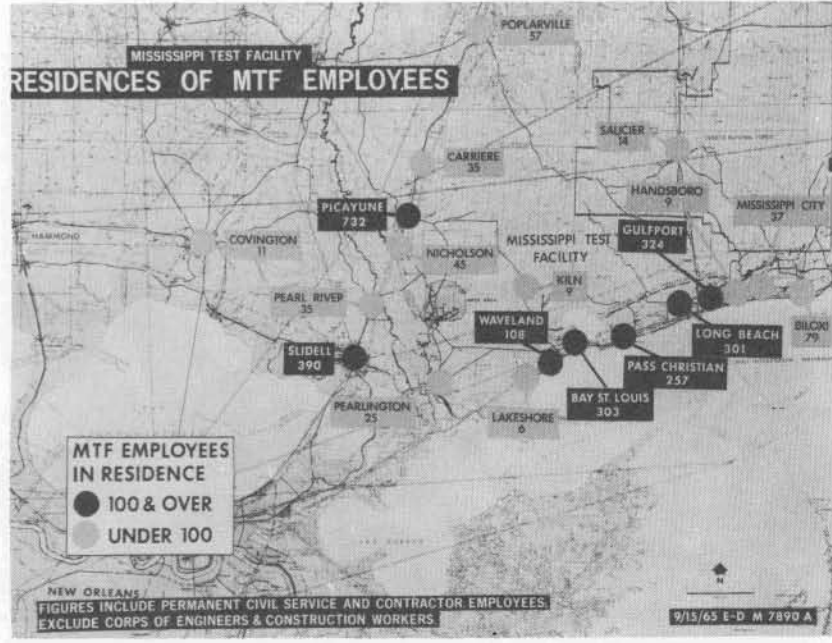 MISSISSIPPI TEST FACILITY
RESIDENCES OF MTF EMPLOYEES
POPLARVILLE
57
SAUCIER
14
CARRIERE
35
HANDSBORO
9
MISSISSIPPI CITY
37
PICAYUNE
732
GULFPORT
324
HAMMOND
COVINGTON
11
NICHOLSON
45
MISSISSIPPI TEST
FACILITY
KILN
9
PEARL RIVER
35
WAVELAND
108
BILOXI
79
LONG BEACH
301
SLIDELL
390
PASS CHRISTIAN
257
BAY ST. LOUIS
303
PEARLINGTON
25
LAKESHORE
6
MTF EMPLOYEES
IN RESIDENCE
100 & OVER
UNDER 100
N
NEW ORLEANS
FIGURES INCLUDE PERMANENT CIVIL SERVICE AND CONTRACTOR EMPLOYEES,
EXCLUDE CORPS OF ENGINEERS & CONSTRUCTION WORKERS.
9/15/65 E-D M 7890 A